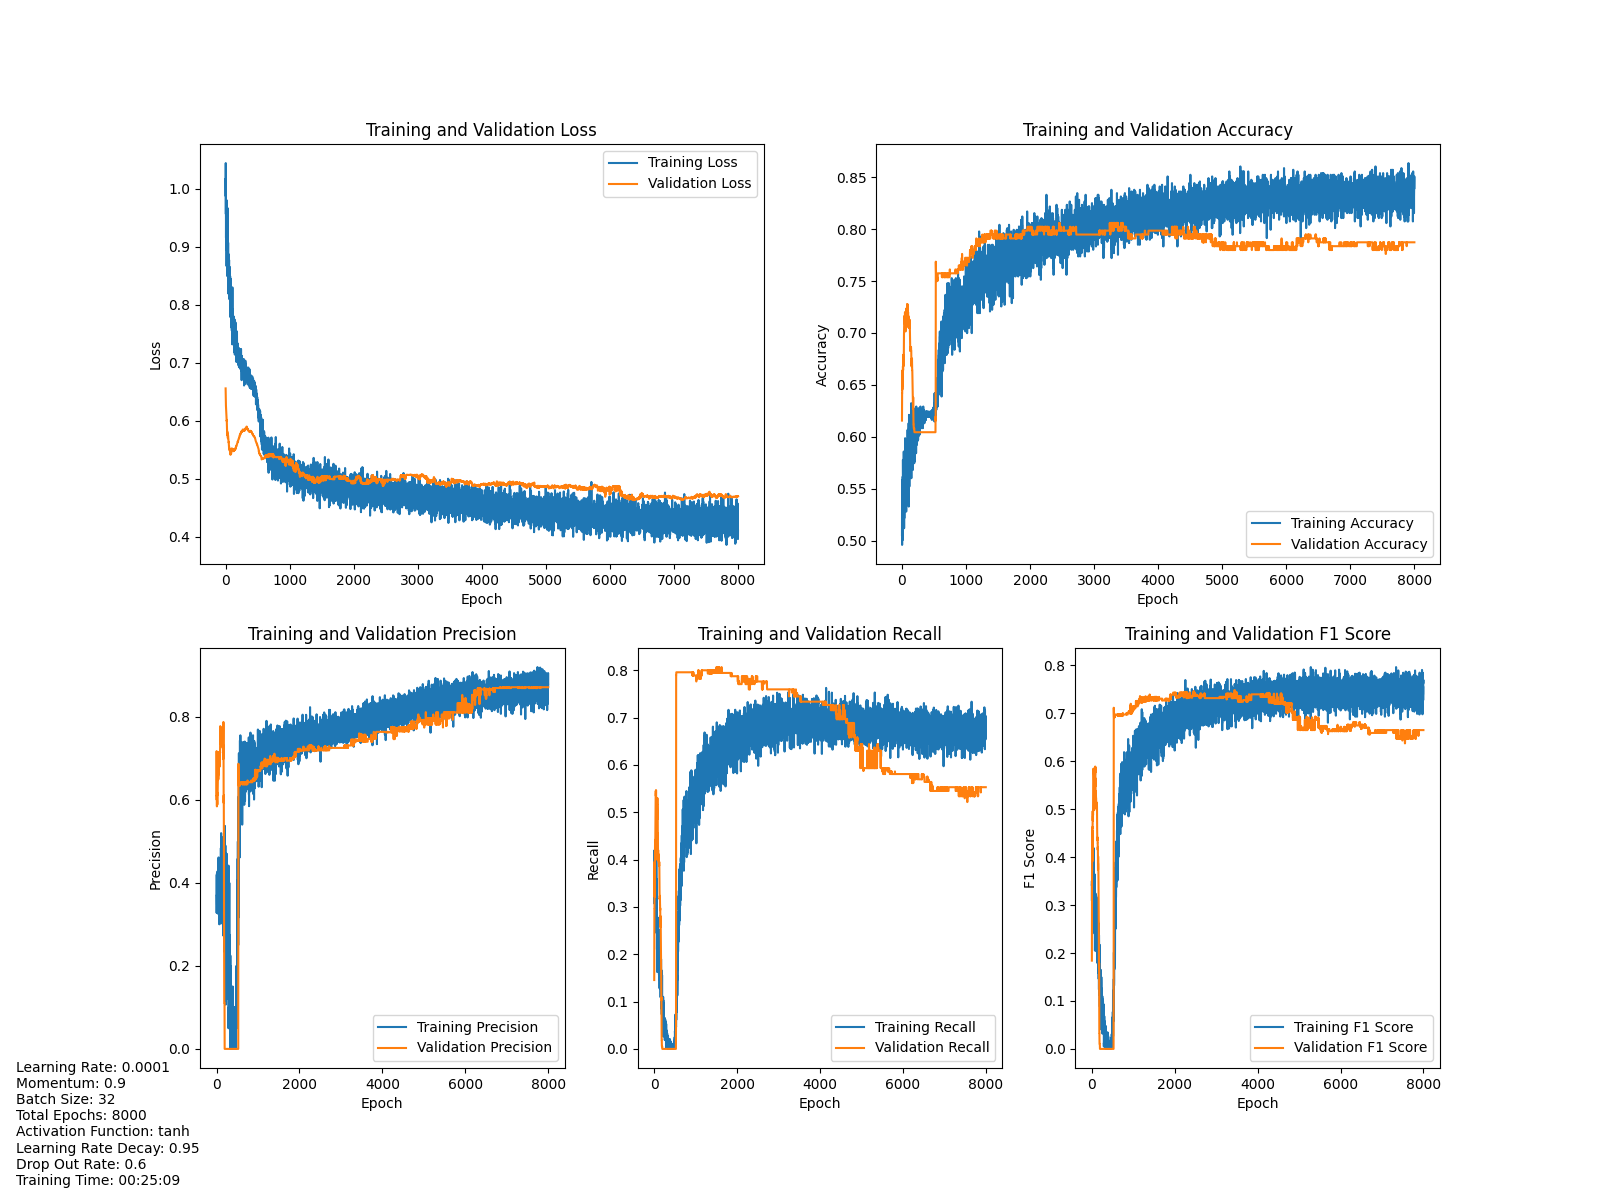 Training and Validation Loss
1.0
0.9
0.8
0.7
0.6
0.5
0.4
Loss
0 1000 2000 3000 4000 5000 6000 7000 8000
Epoch
Training Loss
Validation Loss
Training and Validation Accuracy
0.85
0.80
0.75
0.70
0.65
0.60
0.55
0.50
Accuracy
0 1000 2000 3000 4000 5000 6000 7000 8000
Epoch
Training Accuracy
Validation Accuracy
Training and Validation Precision
0.8
0.6
0.4
0.2
0.0
Precision
0 2000 4000 6000 8000
Epoch
Training Precision
Validation Precision
Training and Validation Recall
0.8
0.7
0.6
0.5
0.4
0.3
0.2
0.1
0.0
Recall
0 2000 4000 6000 8000
Epoch
Training Recall
Validation Recall
Training and Validation F1 Score
0.8
0.7
0.6
0.5
0.4
0.3
0.2
0.1
0.0
F1 Score
0 2000 4000 6000 8000
Epoch
Training F1 Score
Validation F1 Score
Learning Rate: 0.0001
Momentum: 0.9
Batch Size: 32
Total Epochs: 8000
Activation Function: tanh
Learning Rate Decay: 0.95
Drop Out Rate: 0.6
Training Time: 00:25:09